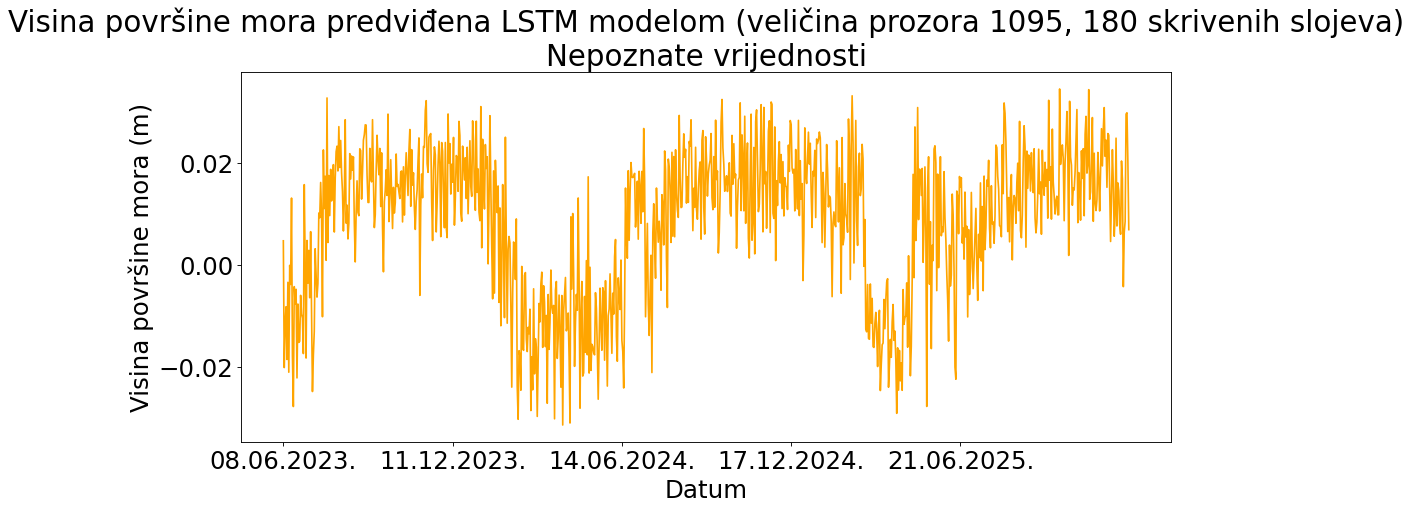 Visina površine mora predviđena LSTM modelom (veličina prozora 1095, 180 skrivenih slojeva)
Nepoznate vrijednosti
Visina površine mora (m)
0.02
0.00
−0.02
08.06.2023. 11.12.2023. 14.06.2024. 17.12.2024. 21.06.2025.
Datum